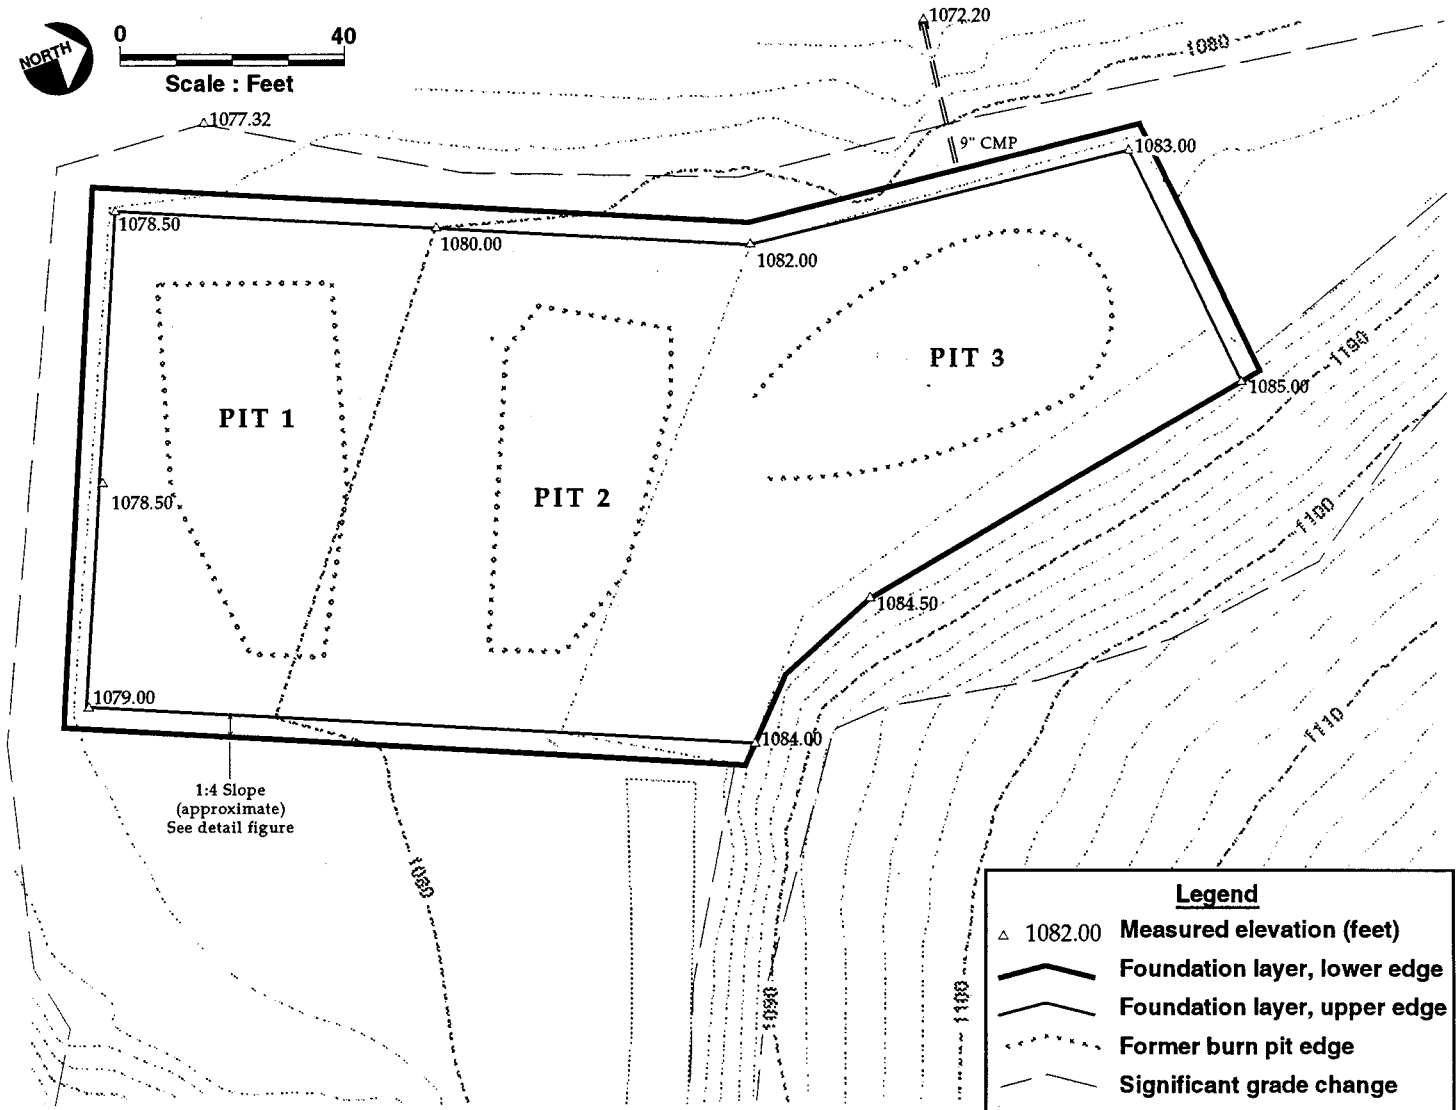 1072.20
1080
NORTH
0 40
Scale : Feet
1077.32
9" CMP
1083.00
1078.50
1080.00
1082.00
1190
PIT 3
1085.00
PIT 1
PIT 2
1078.50
1100
1084.50
1079.00
1084.00
1110
1:4 Slope
(approximate)
See detail figure
1080
1090
1100
Legend
1082.00 Measured elevation (feet)
Foundation layer, lower edge
Foundation layer, upper edge
Former burn pit edge
Significant grade change